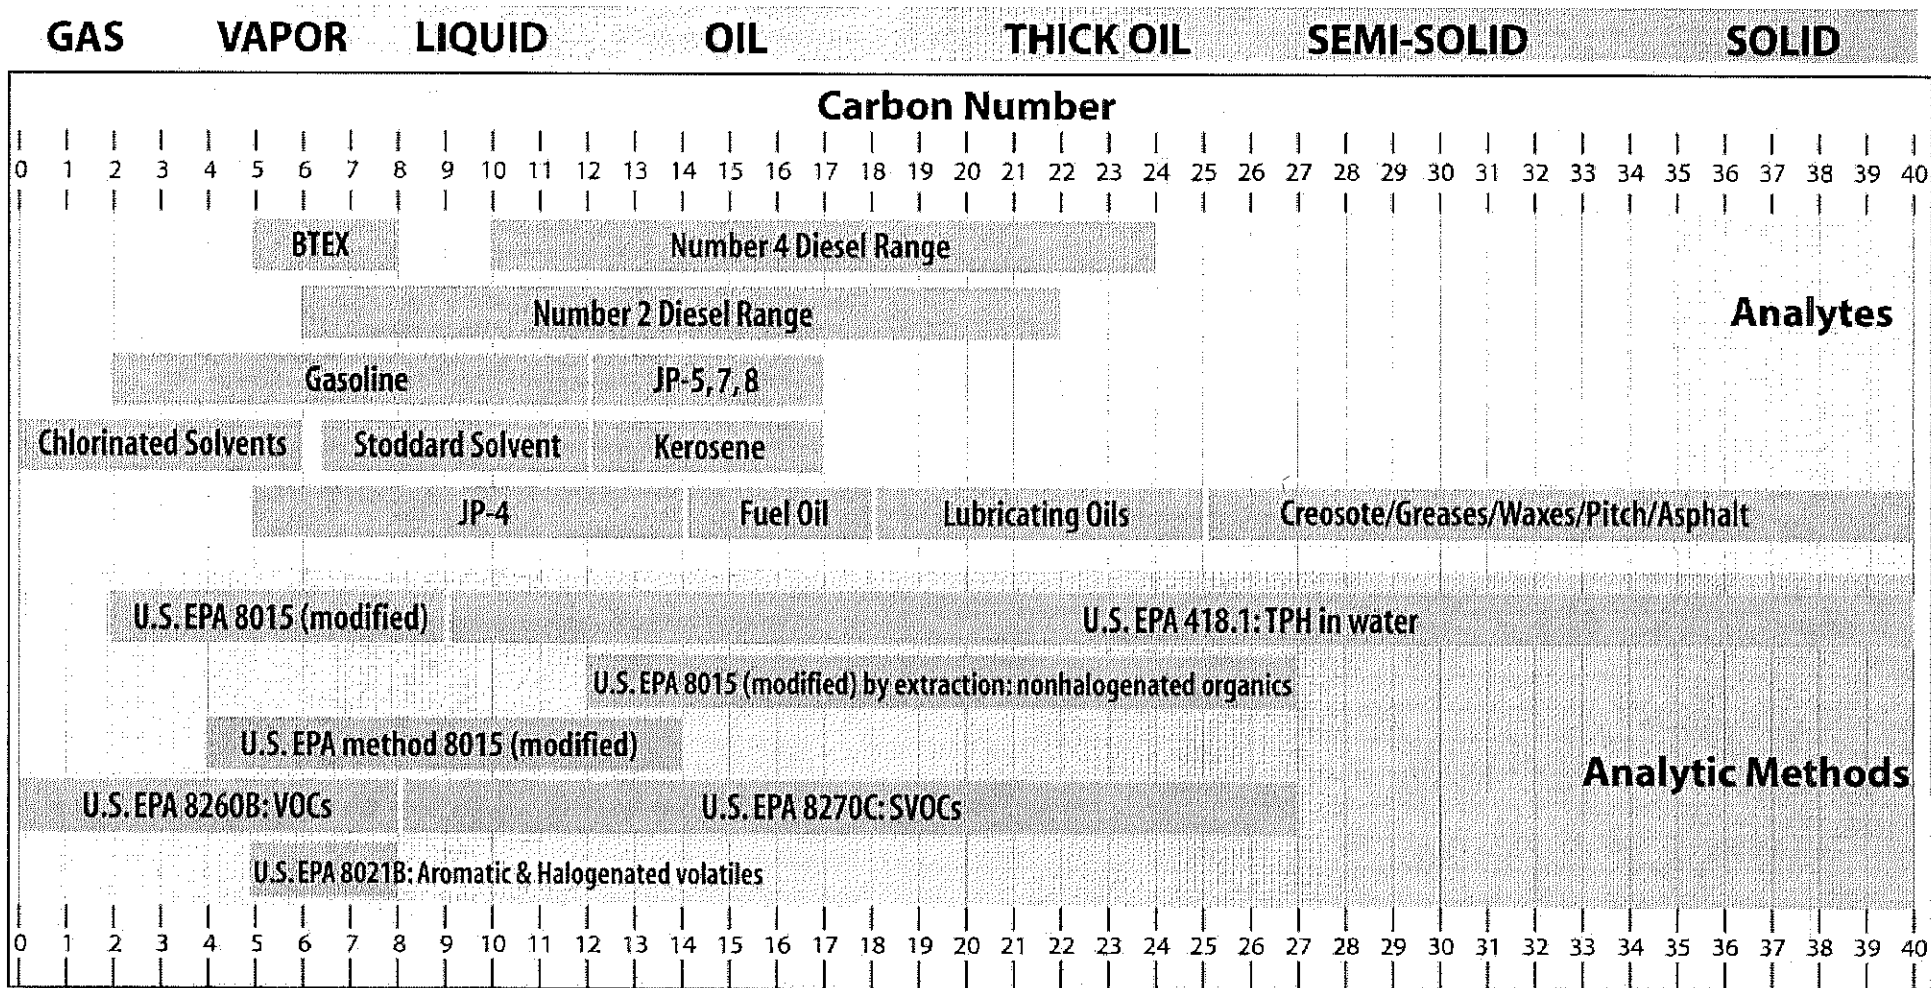 GAS VAPOR LIQUID OIL THICK OIL SEMI-SOLID SOLID
Carbon Number
0 1 2 3 4 5 6 7 8 9 10 11 12 13 14 15 16 17 18 19 20 21 22 23 24 25 26 27 28 29 30 31 32 33 34 35 36 37 38 39 40
BTEX Number 4 Diesel Range
Number 2 Diesel Range
Analytes
Gasoline JP-5, 7, 8
Chlorinated Solvents Stoddard Solvent Kerosene
JP-4 Fuel Oil Lubricating Oils Creosote/Greases/Waxes/Pitch/Asphalt
U.S. EPA 8015 (modified) U.S. EPA 418.1: TPH in water
U.S. EPA 8015 (modified) by extraction: nonhalogenated organics
U.S. EPA method 8015 (modified)
Analytic Methods
U.S. EPA 8260B: VOCs U.S. EPA 8270C: SVOCs
U.S. EPA 8021B: Aromatic & Halogenated volatiles
0 1 2 3 4 5 6 7 8 9 10 11 12 13 14 15 16 17 18 19 20 21 22 23 24 25 26 27 28 29 30 31 32 33 34 35 36 37 38 39 40